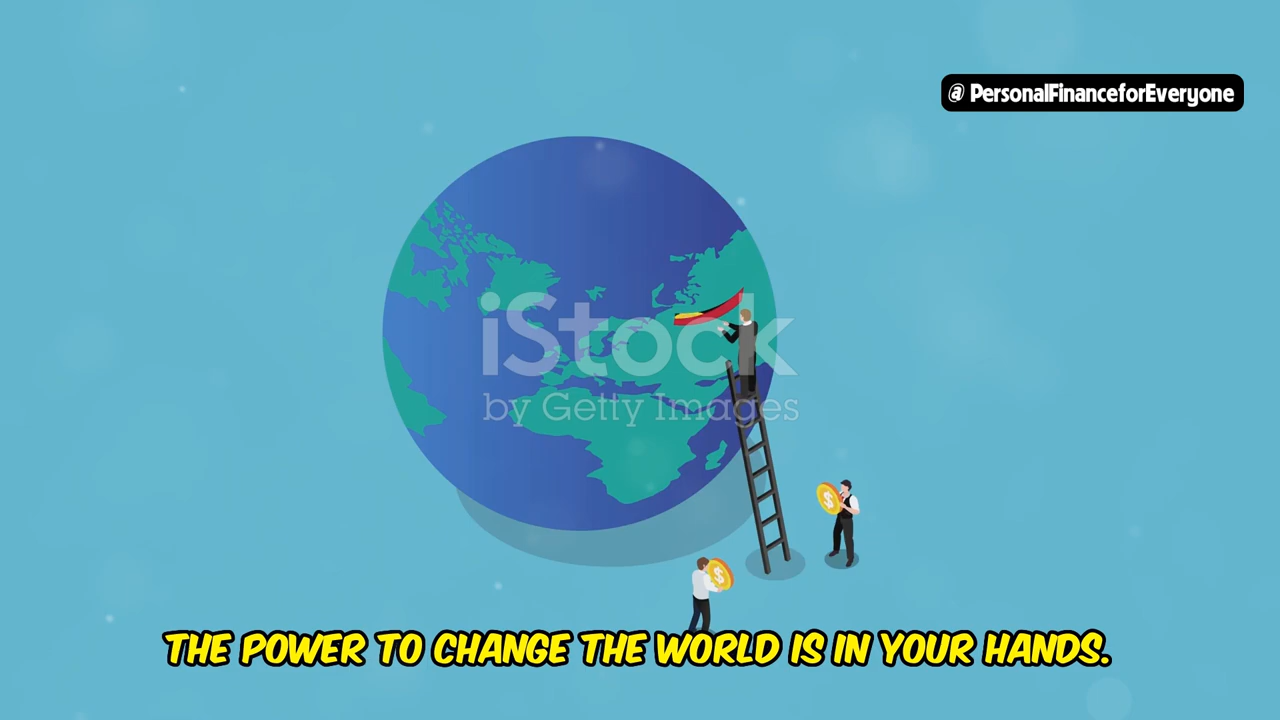 @ PersonalFinanceforEveryone
iStock
by Getty Images
$
$
THE POWER TO CHANGE THE WORLD IS IN YOUR HANDS.